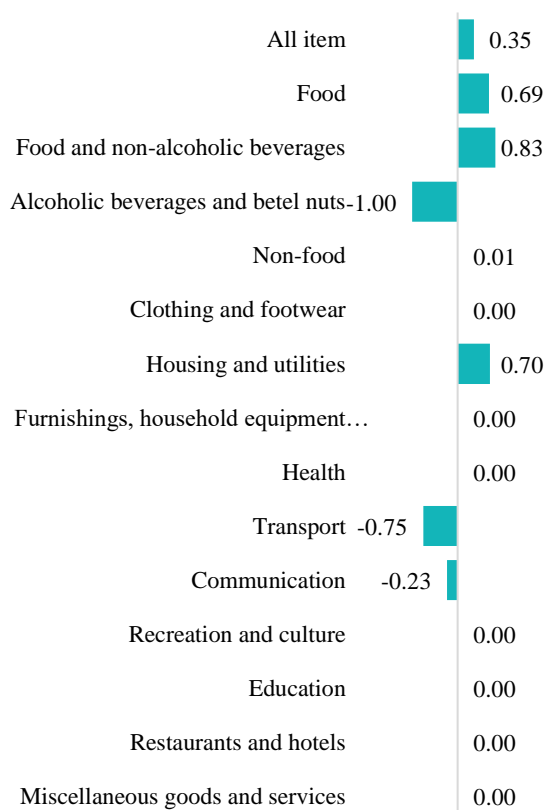 All item 0.35
Food 0.69
Food and non-alcoholic beverages 0.83
Alcoholic beverages and betel nuts -1.00
Non-food 0.01
Clothing and footwear 0.00
Housing and utilities 0.70
Furnishings, household equipment… 0.00
Health 0.00
Transport -0.75
Communication -0.23
Recreation and culture 0.00
Education 0.00
Restaurants and hotels 0.00
Miscellaneous goods and services 0.00